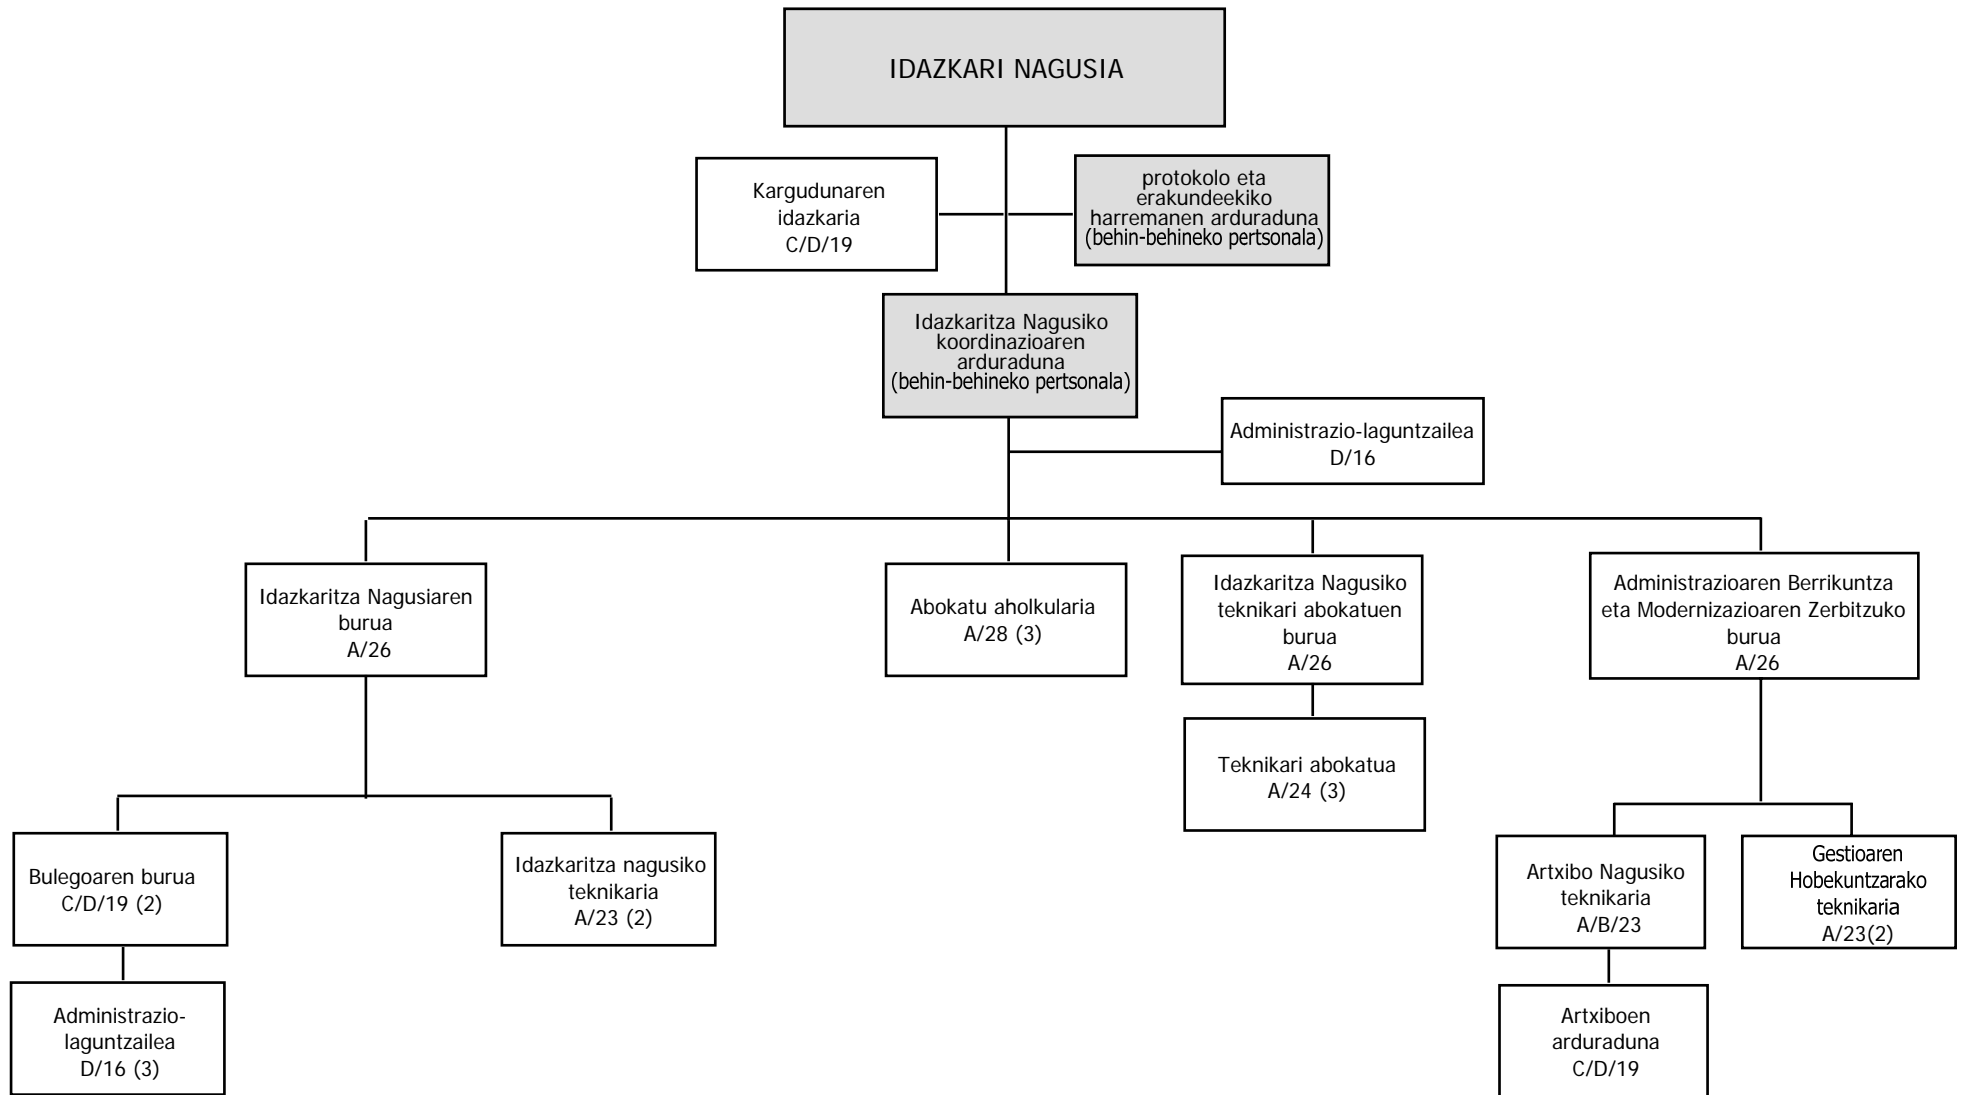 IDAZKARI NAGUSIA
Kargudunaren
idazkaria
C/D/19
protokolo eta
erakundeekiko
harremanen arduraduna
(behin-behineko pertsonala)
Idazkaritza Nagusiko
koordinazioaren
arduraduna
(behin-behineko pertsonala)
Administrazio-laguntzailea
D/16
Idazkaritza Nagusiaren
burua
A/26
Abokatu aholkularia
A/28 (3)
Idazkaritza Nagusiko
teknikari abokatuen
burua
A/26
Administrazioaren Berrikuntza
eta Modernizazioaren Zerbitzuko
burua
A/26
Teknikari abokatua
A/24 (3)
Bulegoaren burua
C/D/19 (2)
Idazkaritza nagusiko
teknikaria
A/23 (2)
Artxibo Nagusiko
teknikaria
A/B/23
Gestioaren
Hobekuntzarako
teknikaria
A/23(2)
Administrazio-
laguntzailea
D/16 (3)
Artxiboen
arduraduna
C/D/19